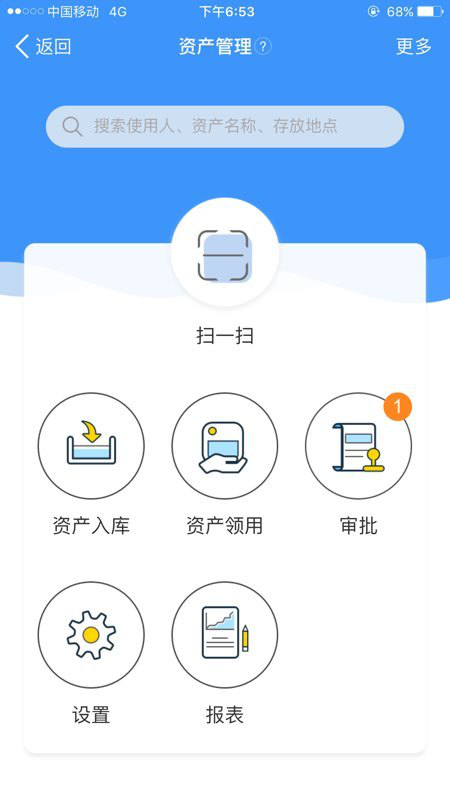 中国移动 4G 下午6:53 68%
返回 资产管理? 更多
搜索使用人、资产名称、存放地点
扫一扫
1
资产入库 资产领用 审批
设置 报表